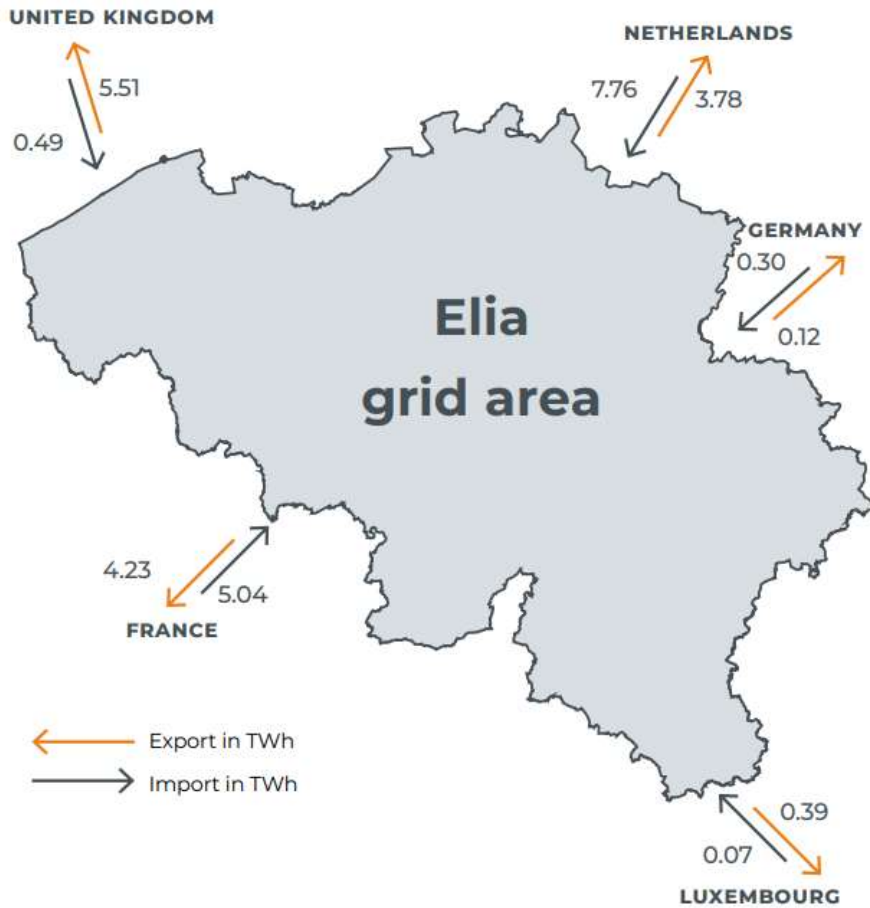 UNITED KINGDOM
5.51
0.49
NETHERLANDS
7.76
3.78
GERMANY
0.30
0.12
Elia
grid area
4.23
5.04
FRANCE
Export in TWh
Import in TWh
0.39
0.07
LUXEMBOURG